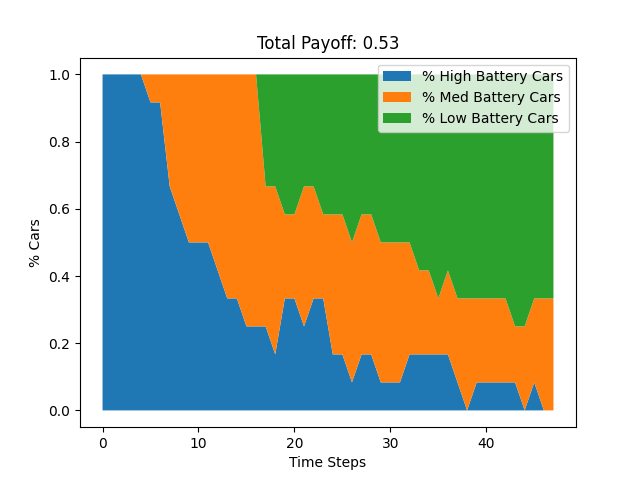 Total Payoff: 0.53
% High Battery Cars
% Med Battery Cars
% Low Battery Cars
1.0
0.8
0.6
0.4
0.2
0.0
% Cars
0 10 20 30 40
Time Steps